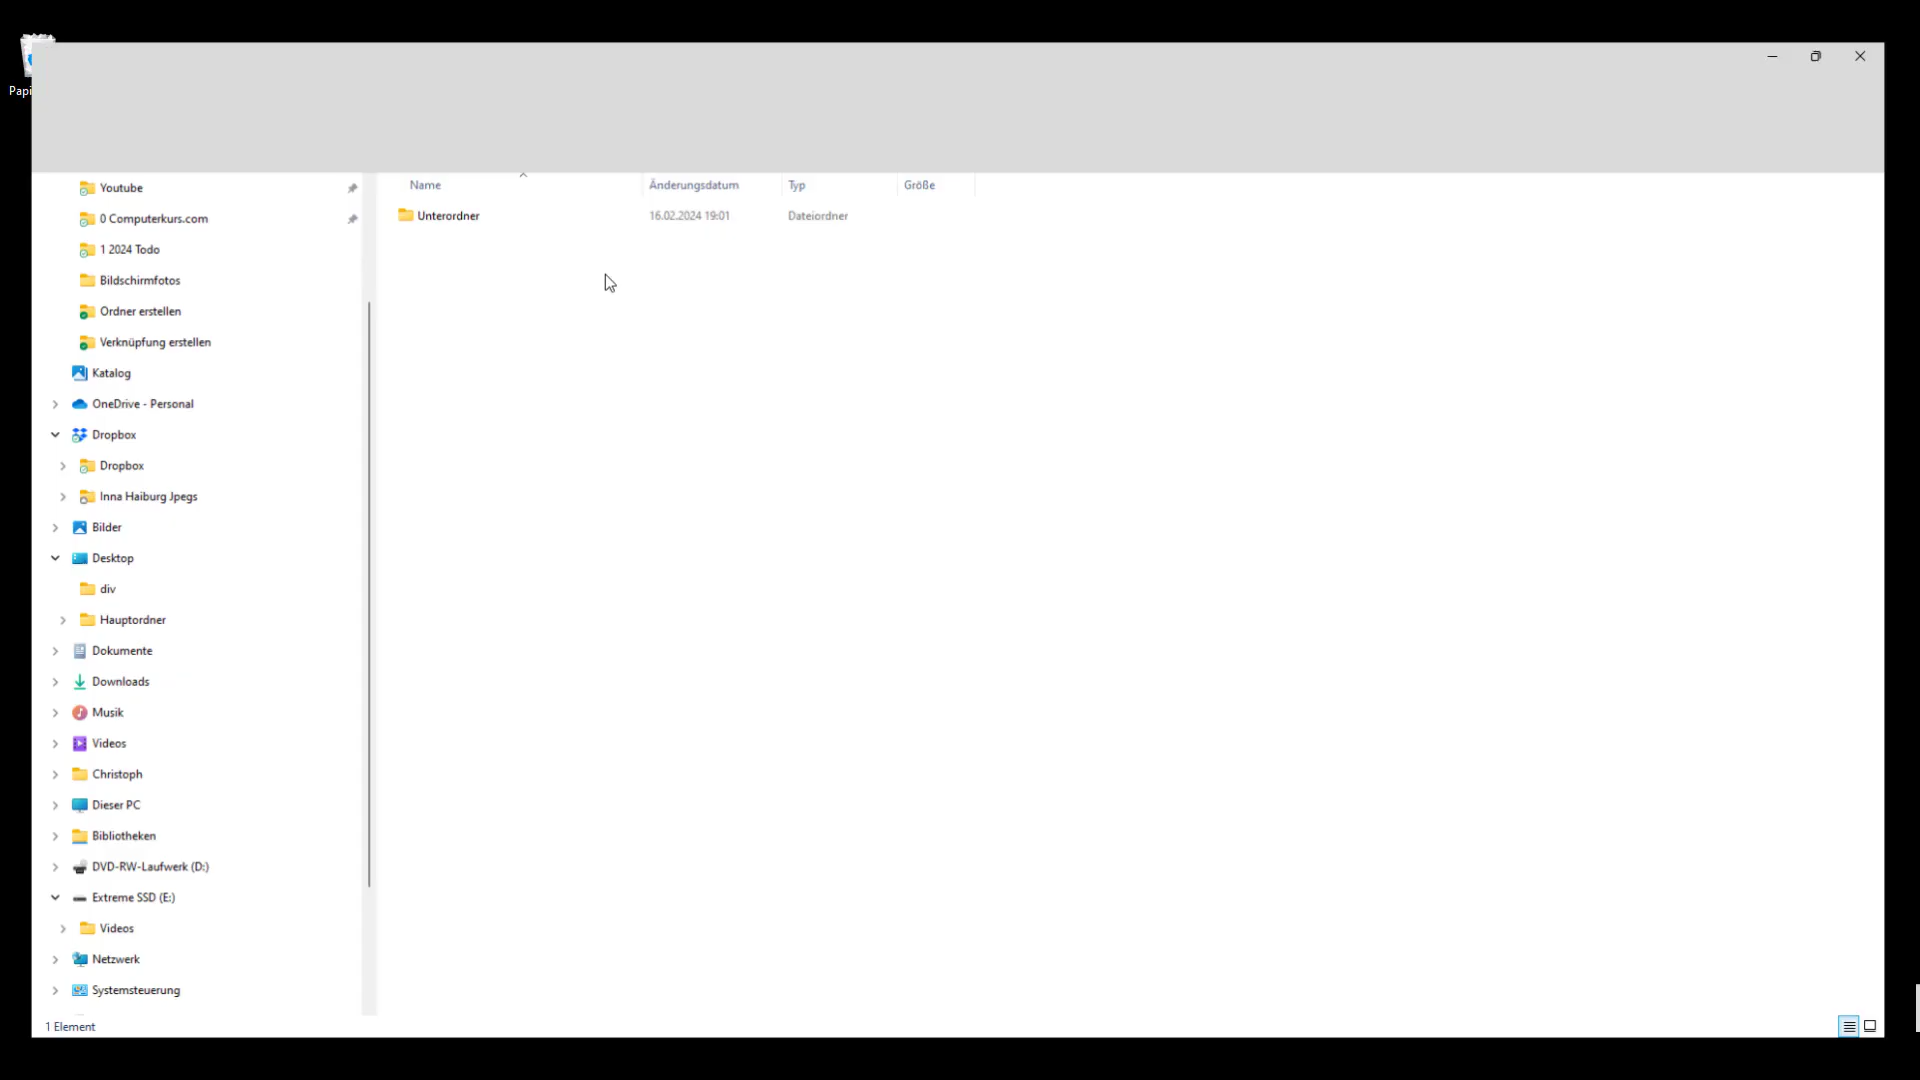 Papi
Youtube
0 Computerkurs.com
1 2024 Todo
Bildschirmfotos
Ordner erstellen
Verknüpfung erstellen
Katalog
OneDrive - Personal
Dropbox
Dropbox
Inna Haiburg Jpegs
Bilder
Desktop
div
Hauptordner
Dokumente
Downloads
Musik
Videos
Christoph
Dieser PC
Bibliotheken
DVD-RW-Laufwerk (D:)
Extreme SSD (E:)
Videos
Netzwerk
Systemsteuerung
Name Änderungsdatum Typ Größe
Unterordner 16.02.2024 19:01 Dateiordner
1 Element